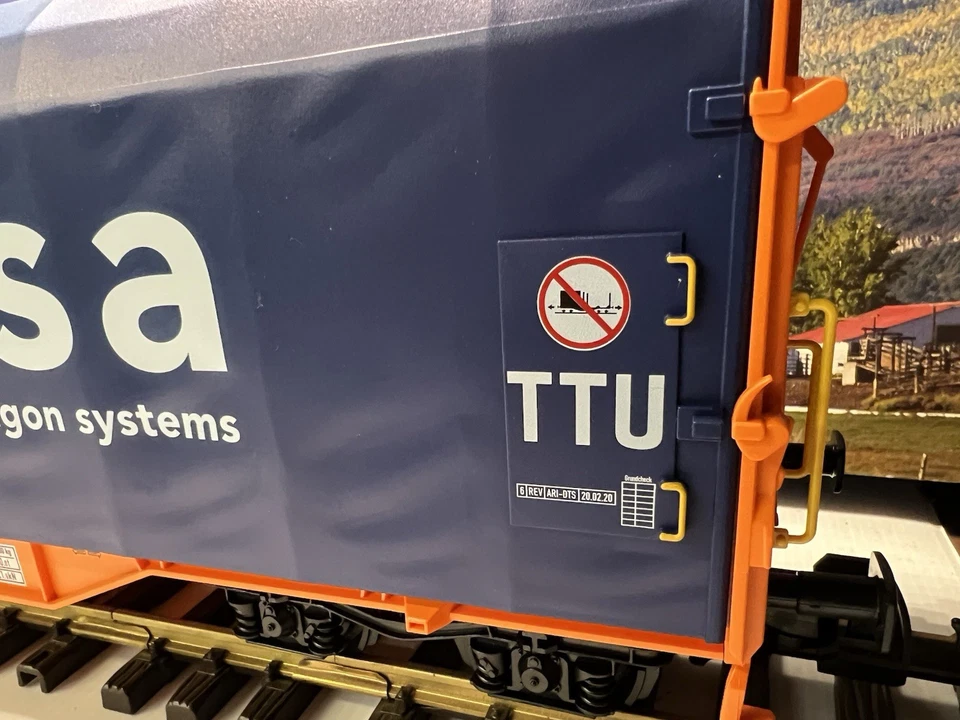 sa
gon systems
TTU
Grundcheck
6 REV ARI-DTS 20.02.20